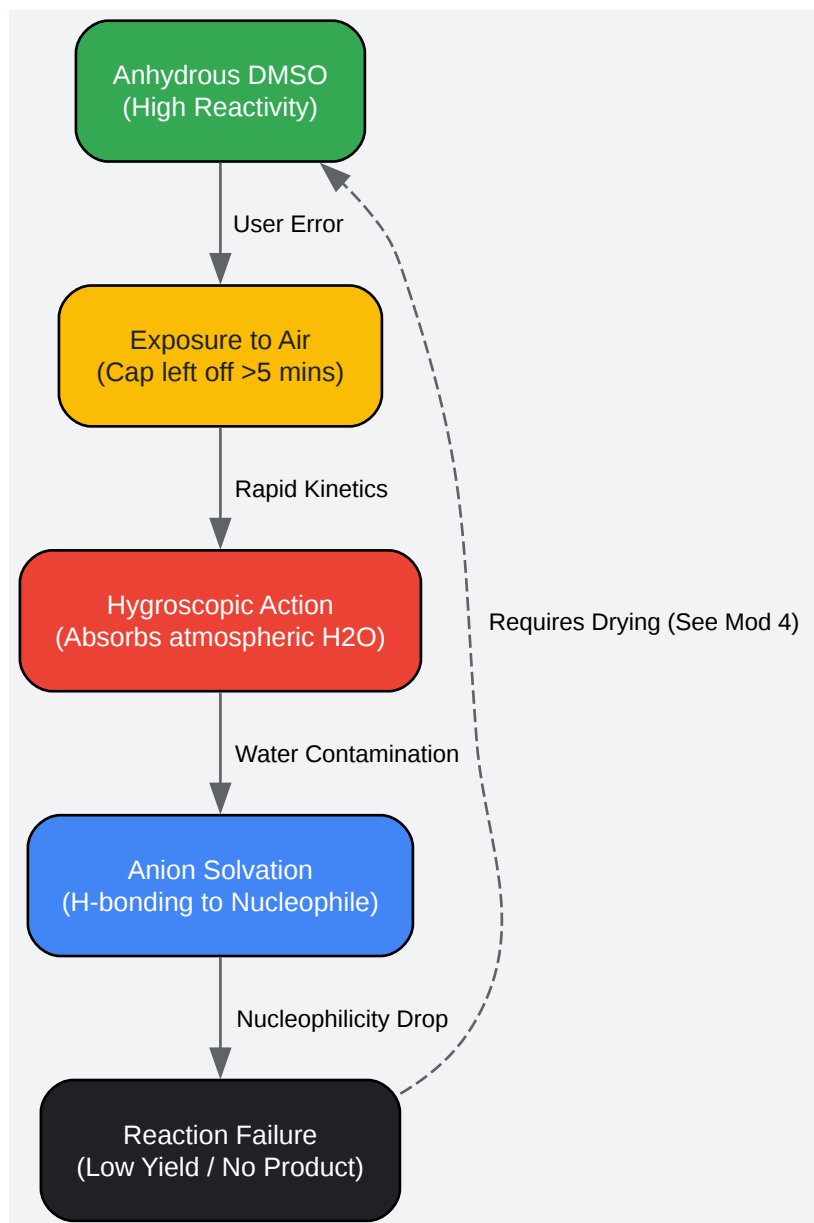 Anhydrous DMSO
(High Reactivity)
User Error
Exposure to Air
(Cap left off >5 mins)
Rapid Kinetics
Hygroscopic Action
(Absorbs atmospheric H2O)
Requires Drying (See Mod 4)
Water Contamination
Anion Solvation
(H-bonding to Nucleophile)
Nucleophilicity Drop
Reaction Failure
(Low Yield / No Product)